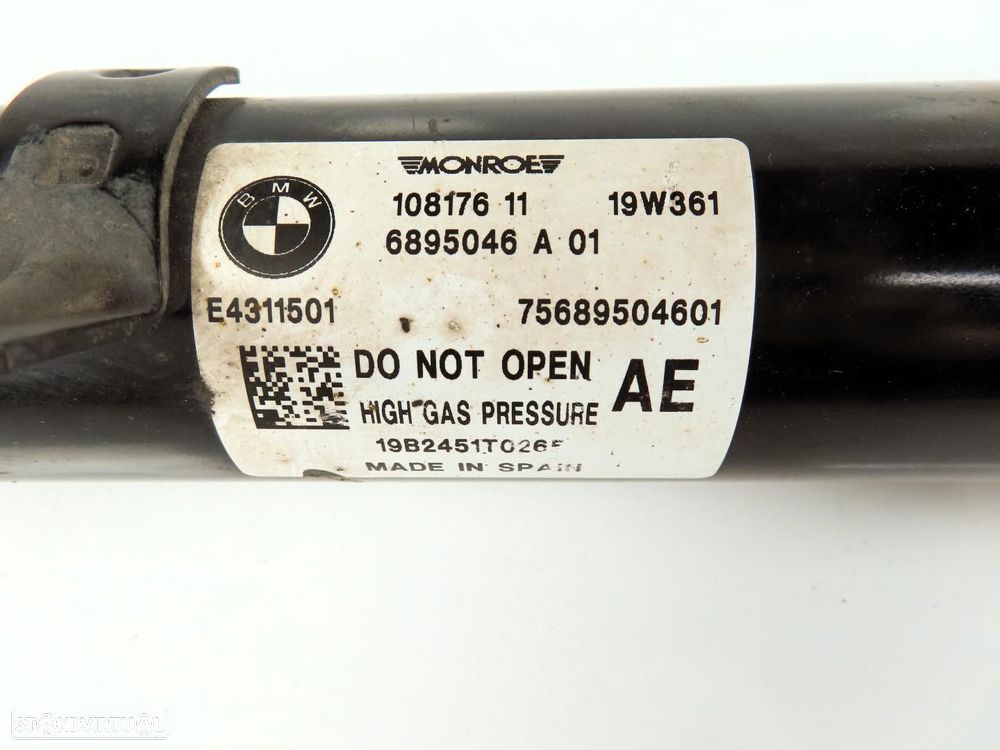 MONROE
BMW
108176 11 19W361
6895046 A 01
E4311501 75689504601
DO NOT OPEN AE
HIGH GAS PRESSURE
MADE IN SPAIN
STANDVIRTUAL